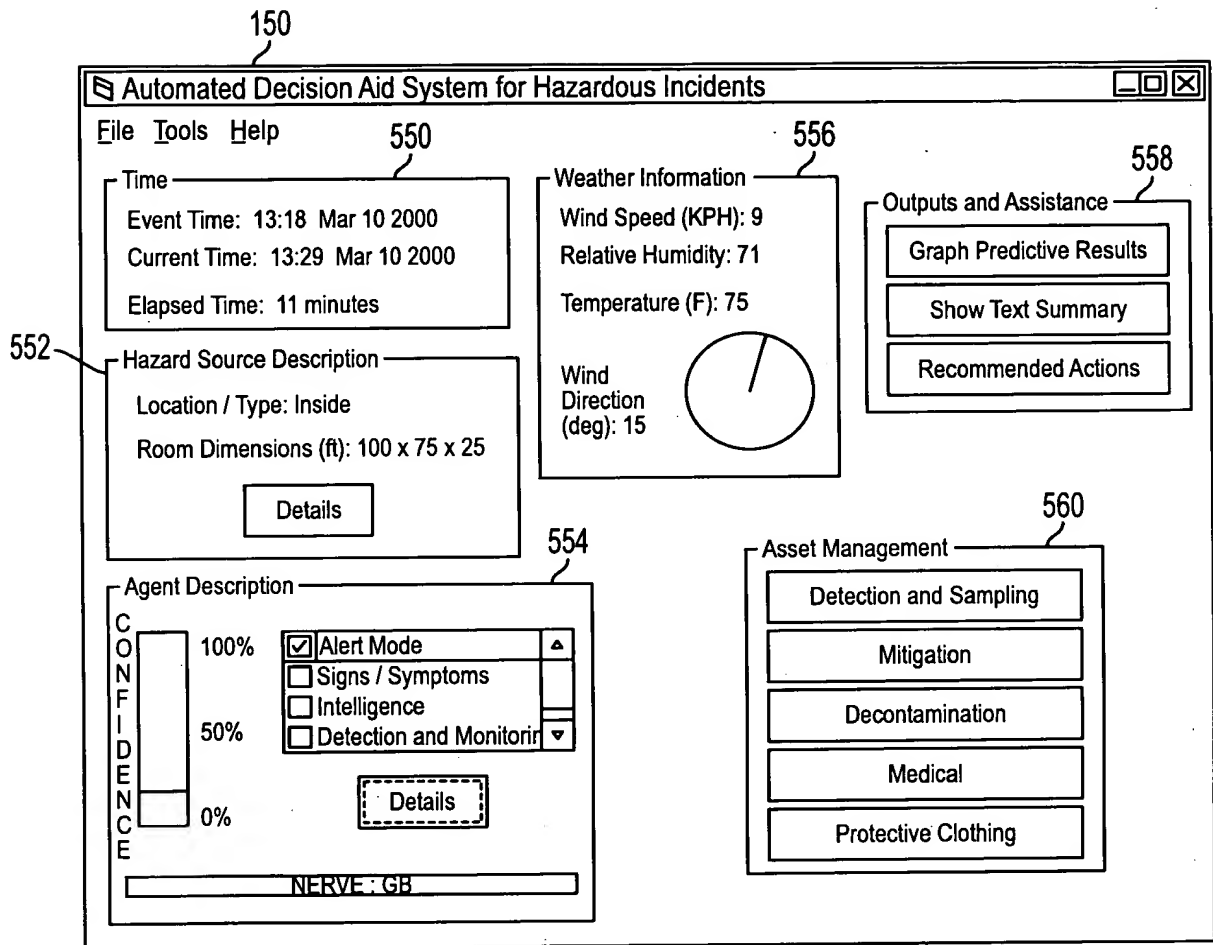 150
Automated Decision Aid System for Hazardous Incidents
File Tools Help
550
Time
Event Time: 13:18 Mar 10 2000
Current Time: 13:29 Mar 10 2000
Elapsed Time: 11 minutes
552
Hazard Source Description
Location / Type: Inside
Room Dimensions (ft): 100 x 75 x 25
Details
554
Agent Description
CONFIDENCE
100%
50%
0%
Alert Mode
Signs / Symptoms
Intelligence
Detection and Monitorin
Details
NERVE : GB
556
Weather Information
Wind Speed (KPH): 9
Relative Humidity: 71
Temperature (F): 75
Wind
Direction
(deg): 15
558
Outputs and Assistance
Graph Predictive Results
Show Text Summary
Recommended Actions
560
Asset Management
Detection and Sampling
Mitigation
Decontamination
Medical
Protective Clothing